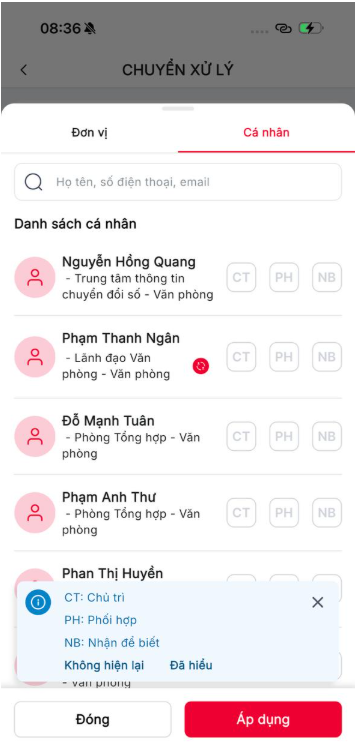 08:36
CHUYỂN XỬ LÝ
Đơn vị
Cá nhân
Họ tên, số điện thoại, email
Danh sách cá nhân
Nguyễn Hồng Quang
- Trung tâm thông tin
chuyển đổi số - Văn phòng
CT PH NB
Phạm Thanh Ngân
- Lãnh đạo Văn
phòng - Văn phòng
CT PH NB
Đỗ Mạnh Tuân
- Phòng Tổng hợp - Văn
phòng
CT PH NB
Phạm Anh Thư
- Phòng Tổng hợp - Văn
phòng
CT PH NB
Phan Thị Huyền
CT: Chủ trì
PH: Phối hợp
NB: Nhận để biết
Không hiện lại Đã hiểu
- Văn phòng
Đóng
Áp dụng